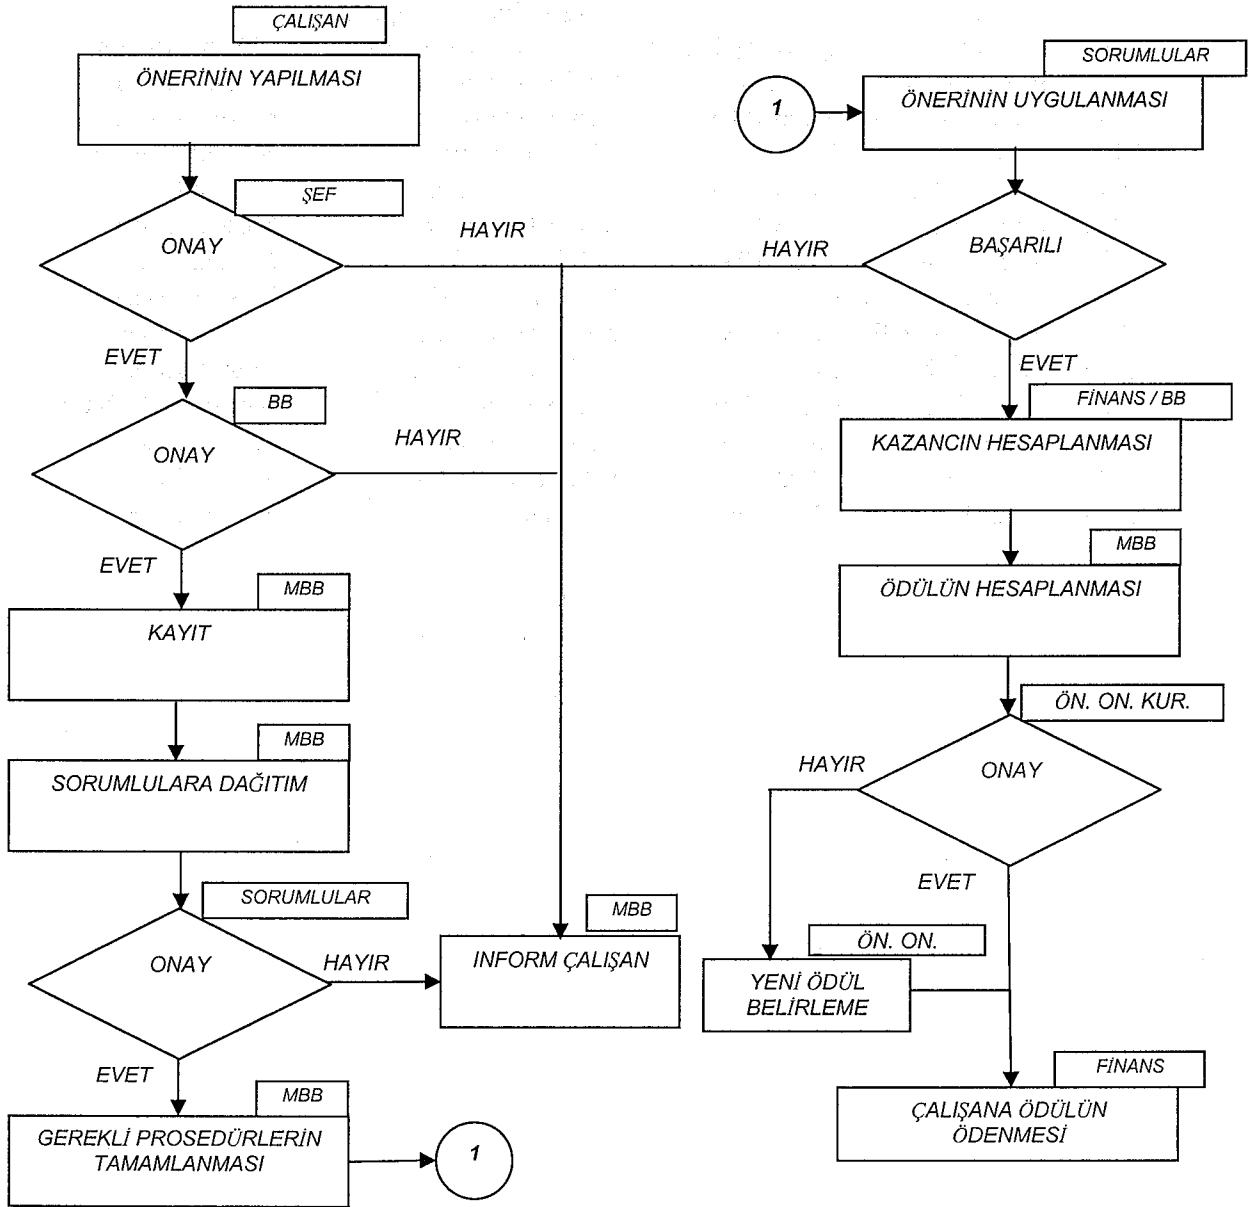 ÇALIŞAN
ÖNERİNİN YAPILMASI
ŞEF
ONAY
HAYIR
EVET
BB
ONAY
HAYIR
EVET
MBB
KAYIT
MBB
SORUMLULARA DAĞITIM
SORUMLULAR
ONAY
HAYIR
MBB
INFORM ÇALIŞAN
EVET
MBB
GEREKLİ PROSEDÜRLERİN
TAMAMLANMASI
1
SORUMLULAR
1
ÖNERİNİN UYGULANMASI
HAYIR
BAŞARILI
EVET
FİNANS / BB
KAZANCIN HESAPLANMASI
MBB
ÖDÜLÜN HESAPLANMASI
ÖN. ON. KUR.
HAYIR
ONAY
EVET
ÖN. ON.
YENİ ÖDÜL
BELİRLEME
FİNANS
ÇALIŞANA ÖDÜLÜN
ÖDENMESİ